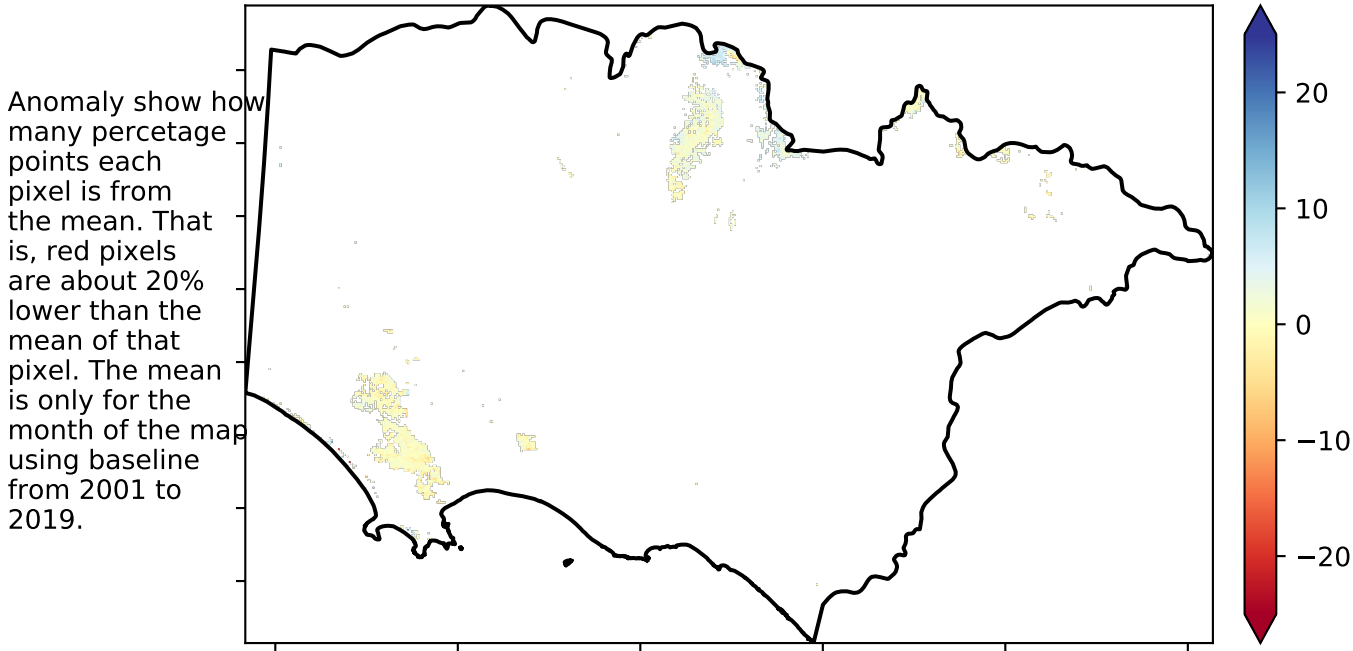 Anomaly show how
many percetage
points each
pixel is from
the mean. That
is, red pixels
are about 20%
lower than the
mean of that
pixel. The mean
is only for the
month of the map
using baseline
from 2001 to
2019.
20
10
0
−10
−20